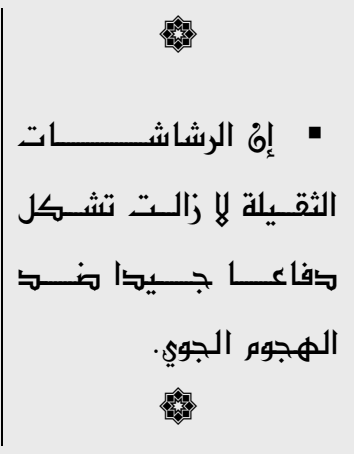 ▪ إن الرشاشات
الثقيلة لا زالت تشكل
دفاعا جيدا ضد
الهجوم الجوي.